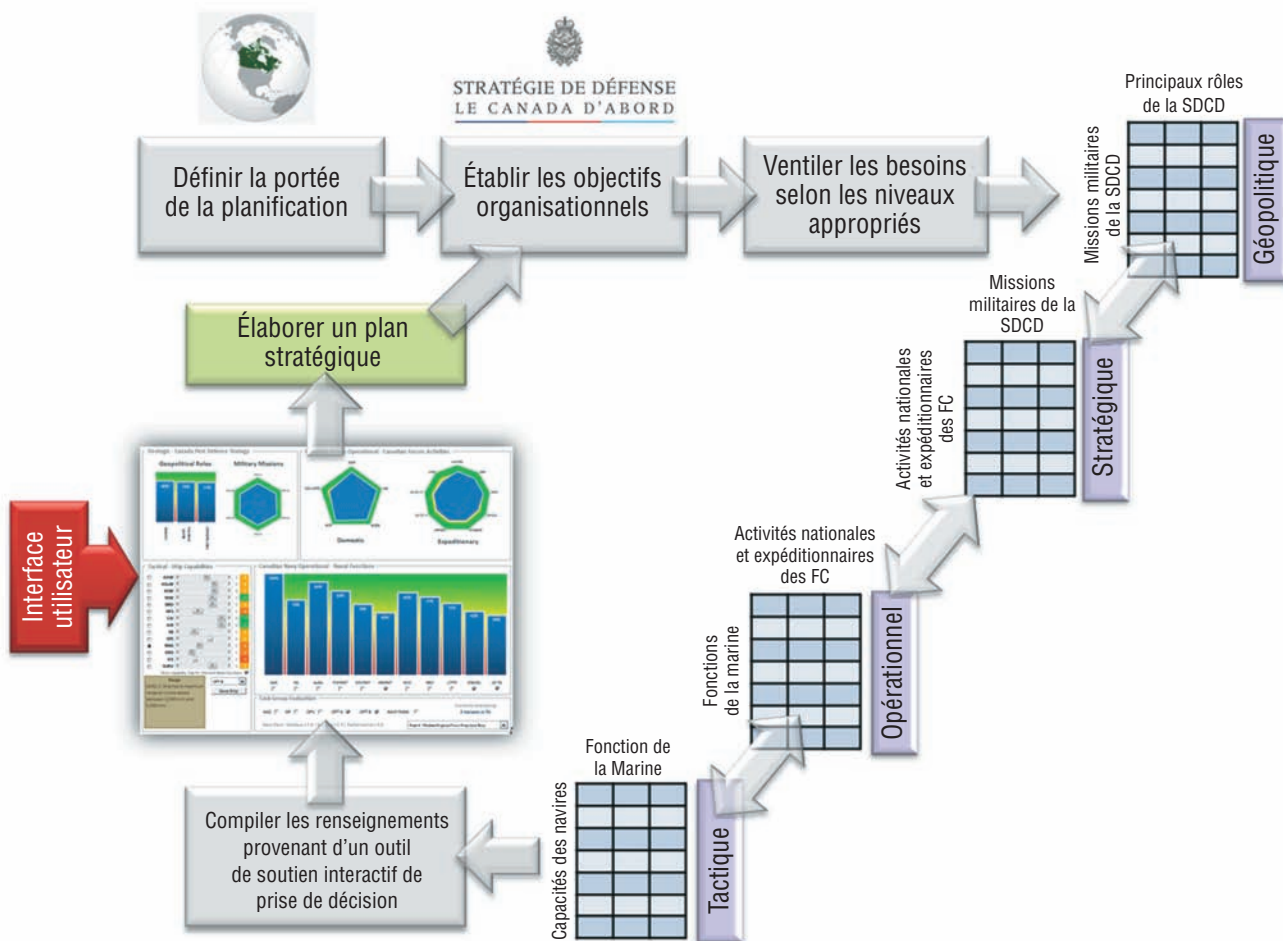 STRATÉGIE DE DÉFENSE
LE CANADA D'ABORD
Définir la portée
de la planification
Établir les objectifs
organisationnels
Ventiler les besoins
selon les niveaux
appropriés
Principaux rôles
de la SDCD
Missions militaires
de la SDCD
Géopolitique
Missions
militaires de la
SDCD
Activités nationales
et expéditionnaires
des FC
Stratégique
Activités nationales
et expéditionnaires
des FC
Fonctions
de la marine
Opérationnel
Fonction de
la Marine
Capacités des navires
Tactique
Compiler les renseignements
provenant d'un outil
de soutien interactif de
prise de décision
Interface
utilisateur
Élaborer un plan
stratégique
Geopolitical Roles
Military Missions
Domestic
Expeditionary